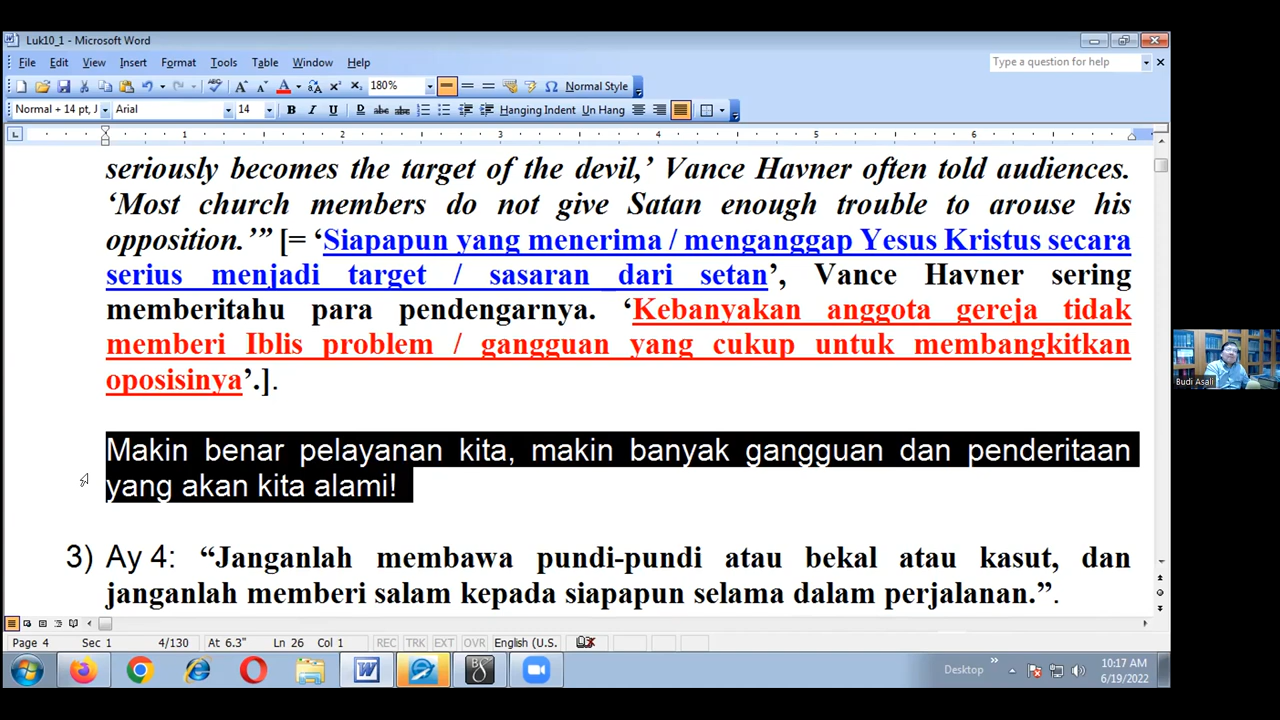 Luk10_1 - Microsoft Word
File Edit View Insert Format Tools Table Window Help
Type a question for help
180%
Normal Style
Normal + 14 pt, J
Arial
14
Hanging Indent Un Hang
1 2 3 4 5 6
seriously becomes the target of the devil,’ Vance Havner often told audiences.
‘Most church members do not give Satan enough trouble to arouse his
opposition.’” [= ‘Siapapun yang menerima / menganggap Yesus Kristus secara
serius menjadi target / sasaran dari setan’, Vance Havner sering
memberitahu para pendengarnya. ‘Kebanyakan anggota gereja tidak
memberi Iblis problem / gangguan yang cukup untuk membangkitkan
oposisinya’.].
Makin benar pelayanan kita, makin banyak gangguan dan penderitaan
yang akan kita alami!
3) Ay 4: “Janganlah membawa pundi-pundi atau bekal atau kasut, dan
janganlah memberi salam kepada siapapun selama dalam perjalanan.”.
Budi Asali
Page 4 Sec 1 4/130 At 6.3" Ln 26 Col 1 REC TRK EXT OVR English (U.S.
Desktop
10:17 AM
6/19/2022